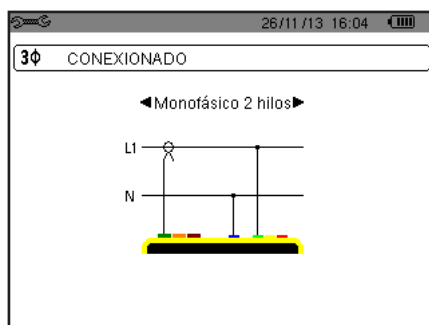 26/11/13 16:04
3Φ CONEXIONADO
◄Monofásico 2 hilos►
L1
N